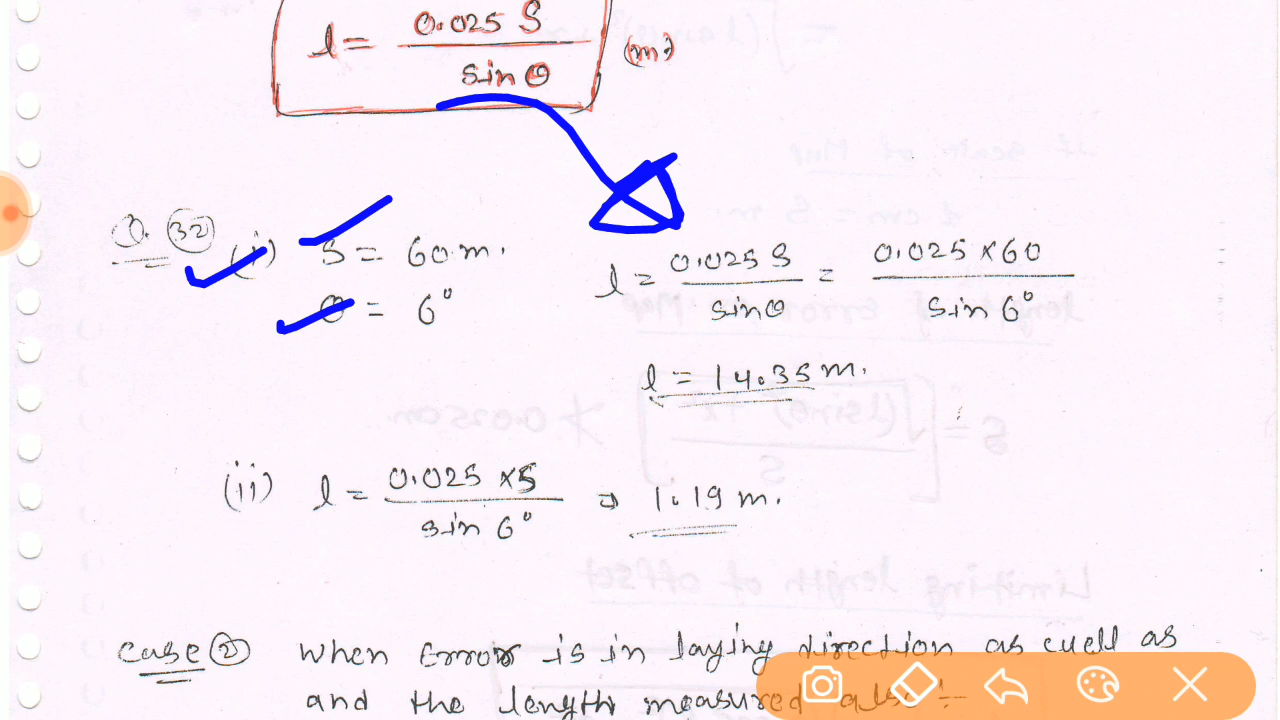 l = 0.025 S / sin θ (m)
Q. 32 (i) S = 60 m.
θ = 6°
l = 0.025 S / sin θ = 0.025 × 60 / sin 6°
l = 14.35 m.
(ii) l = 0.025 × 5 / sin 6° ⇒ 1.19 m.
Case ② When Error is in laying direction as well as
and the length measured also :-